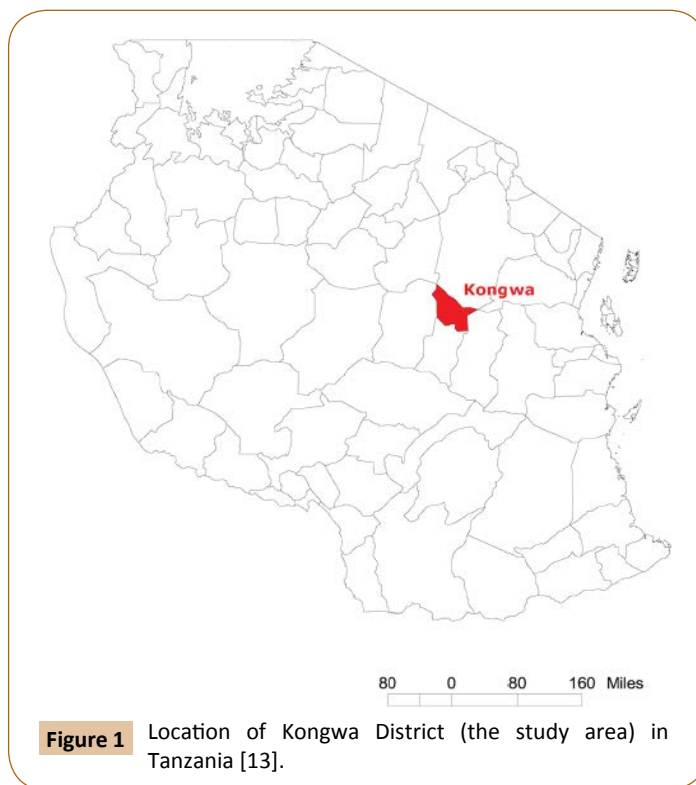 Kongwa
80 0 80 160 Miles
Figure 1 Location of Kongwa District (the study area) in
Tanzania [13].